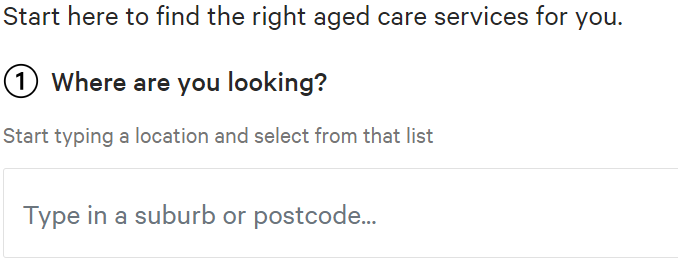 Start here to find the right aged care services for you.
1 Where are you looking?
Start typing a location and select from that list
Type in a suburb or postcode...